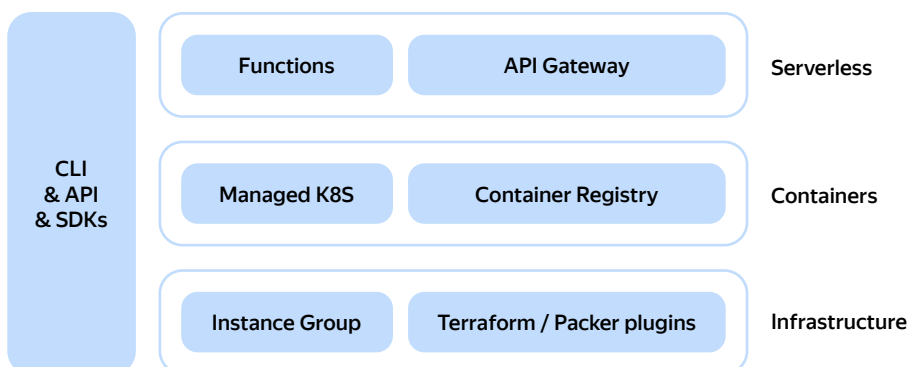 CLI
& API
& SDKs
Functions
API Gateway
Serverless
Managed K8S
Container Registry
Containers
Instance Group
Terraform / Packer plugins
Infrastructure